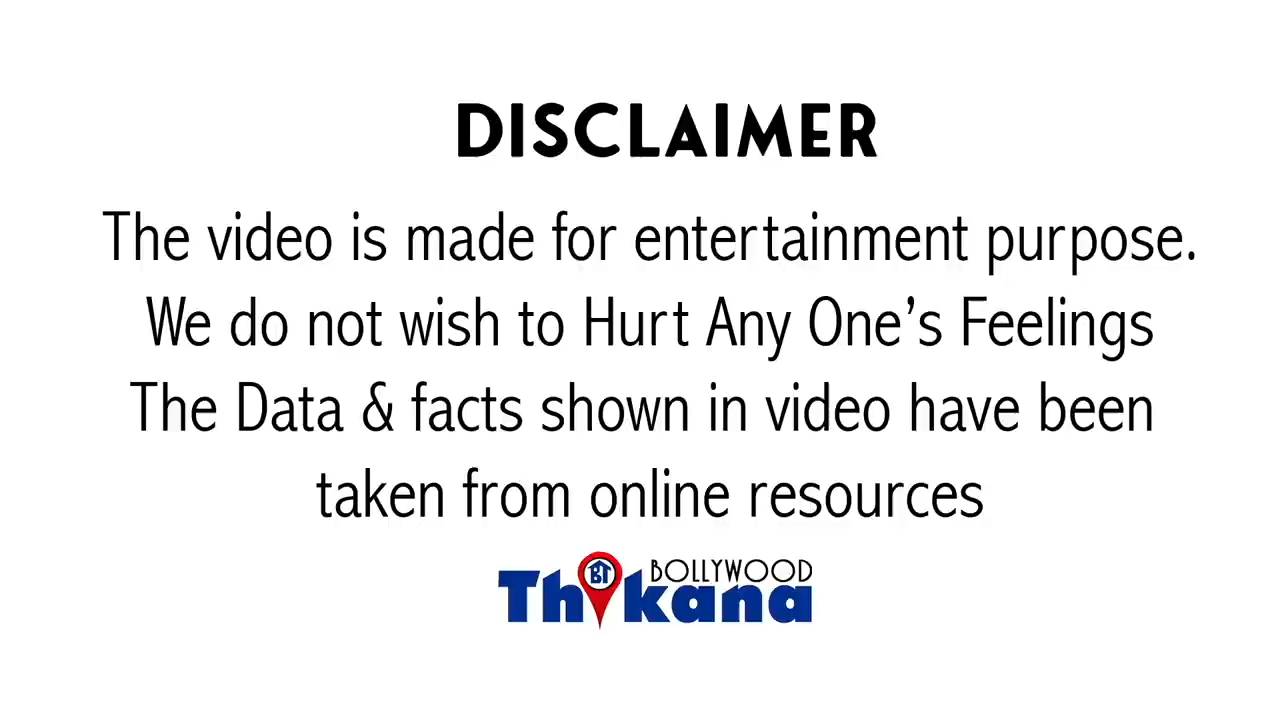 DISCLAIMER
The video is made for entertainment purpose.
We do not wish to Hurt Any One’s Feelings
The Data & facts shown in video have been
taken from online resources
BT
BOLLYWOOD
Thikana